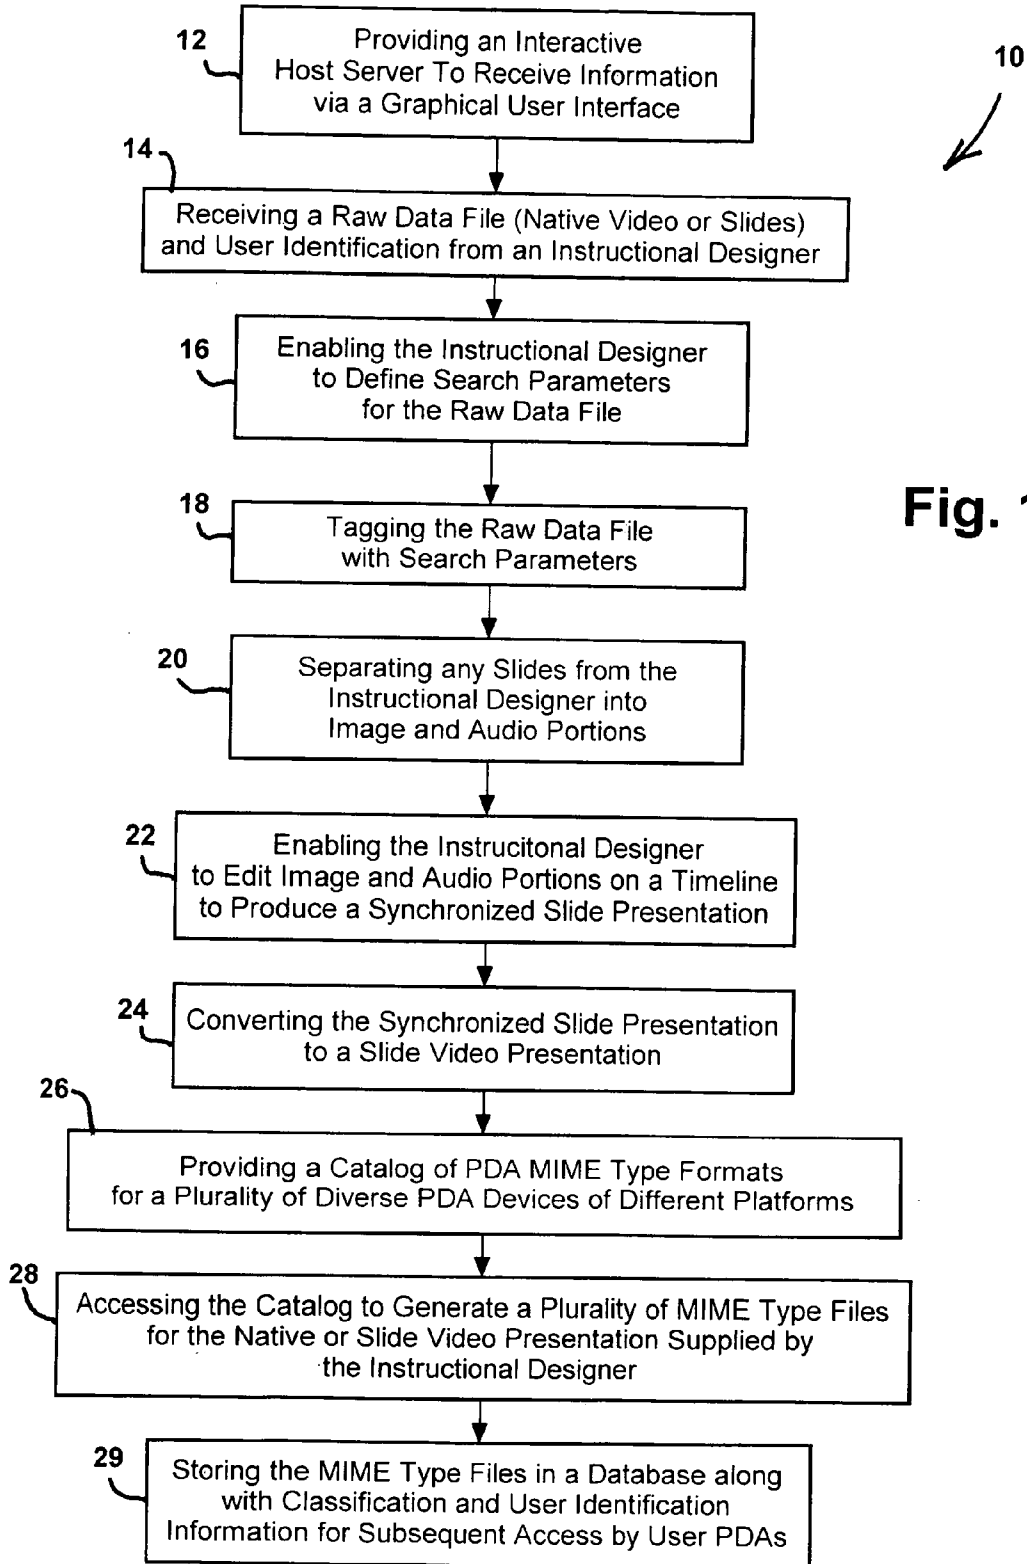 12
Providing an Interactive
Host Server To Receive Information
via a Graphical User Interface
10
14
Receiving a Raw Data File (Native Video or Slides)
and User Identification from an Instructional Designer
16
Enabling the Instructional Designer
to Define Search Parameters
for the Raw Data File
Fig.
18
Tagging the Raw Data File
with Search Parameters
20
Separating any Slides from the
Instructional Designer into
Image and Audio Portions
22
Enabling the Instrucitonal Designer
to Edit Image and Audio Portions on a Timeline
to Produce a Synchronized Slide Presentation
24
Converting the Synchronized Slide Presentation
to a Slide Video Presentation
26
Providing a Catalog of PDA MIME Type Formats
for a Plurality of Diverse PDA Devices of Different Platforms
28
Accessing the Catalog to Generate a Plurality of MIME Type Files
for the Native or Slide Video Presentation Supplied by
the Instructional Designer
29
Storing the MIME Type Files in a Database along
with Classification and User Identification
Information for Subsequent Access by User PDAs